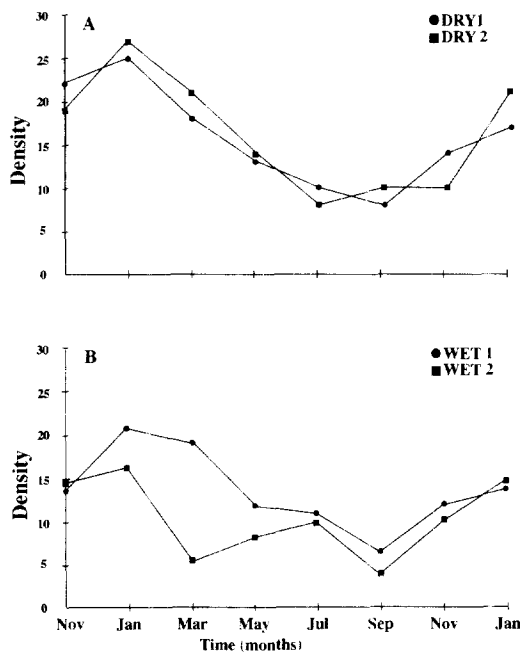 A
DRY1
DRY 2
30
25
20
15
10
5
0
Density
B
WET 1
WET 2
30
25
20
15
10
5
0
Density
Nov Jan Mar May Jul Sep Nov Jan
Time (months)